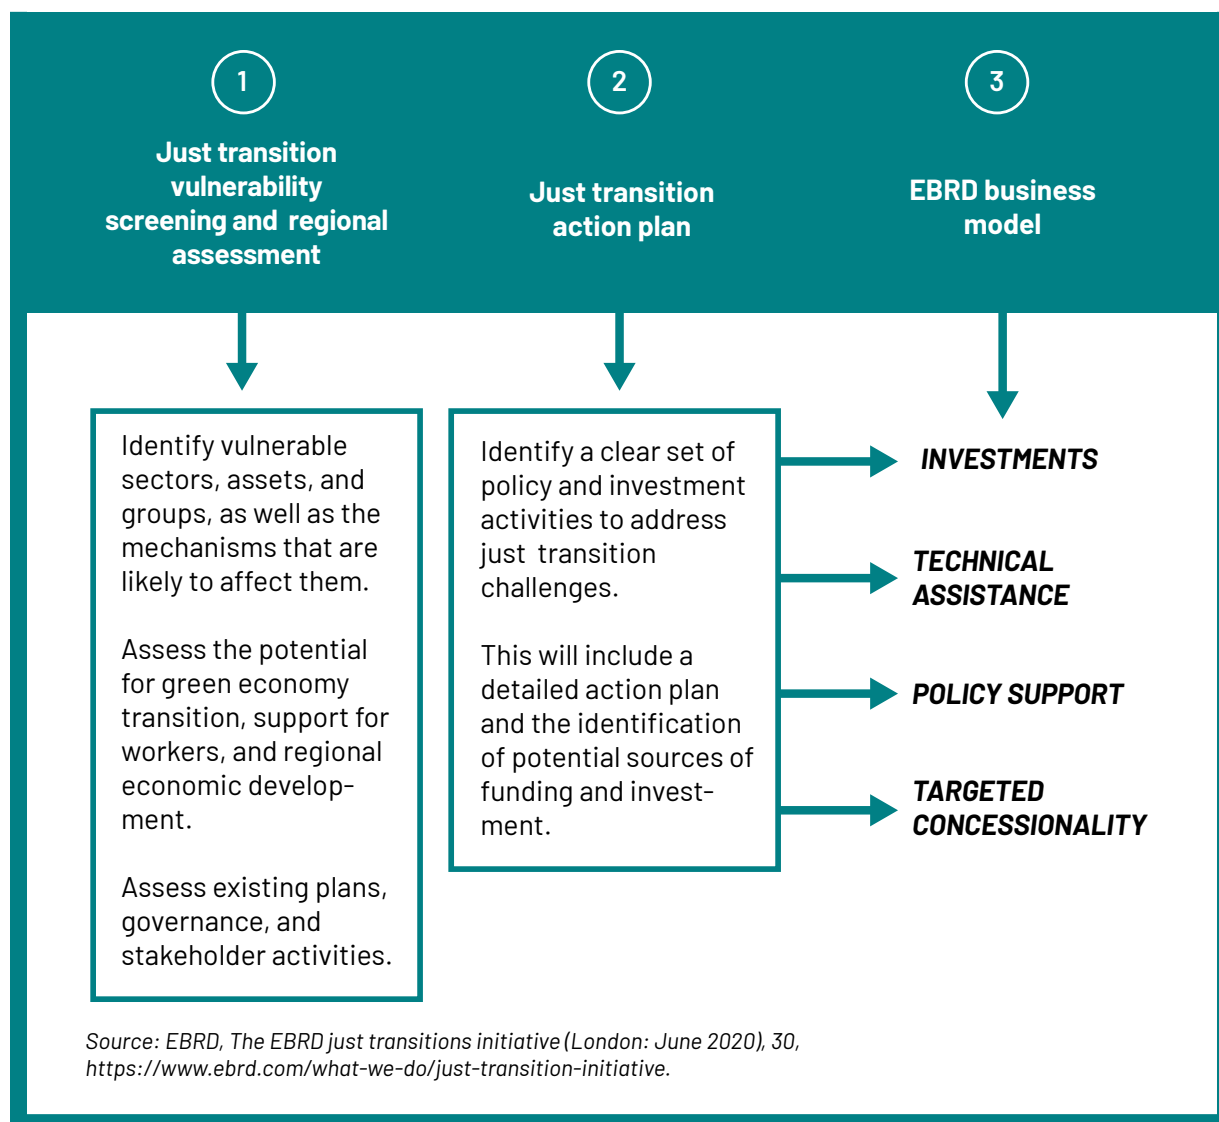 1
Just transition
vulnerability
screening and regional
assessment
2
Just transition
action plan
3
EBRD business
model
Identify vulnerable
sectors, assets, and
groups, as well as the
mechanisms that are
likely to affect them.
Assess the potential
for green economy
transition, support for
workers, and regional
economic develop-
ment.
Assess existing plans,
governance, and
stakeholder activities.
Identify a clear set of
policy and investment
activities to address
just transition
challenges.
This will include a
detailed action plan
and the identification
of potential sources of
funding and invest-
ment.
INVESTMENTS
TECHNICAL
ASSISTANCE
POLICY SUPPORT
TARGETED
CONCESSIONALITY
Source: EBRD, The EBRD just transitions initiative (London: June 2020), 30,
https://www.ebrd.com/what-we-do/just-transition-initiative.